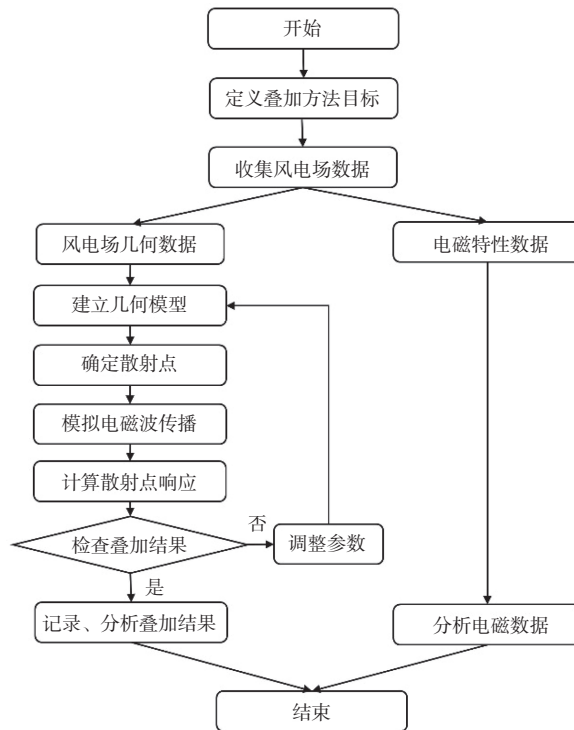 开始
定义叠加方法目标
收集风电场数据
风电场几何数据
电磁特性数据
建立几何模型
确定散射点
模拟电磁波传播
计算散射点响应
否
检查叠加结果
调整参数
是
记录、分析叠加结果
分析电磁数据
结束